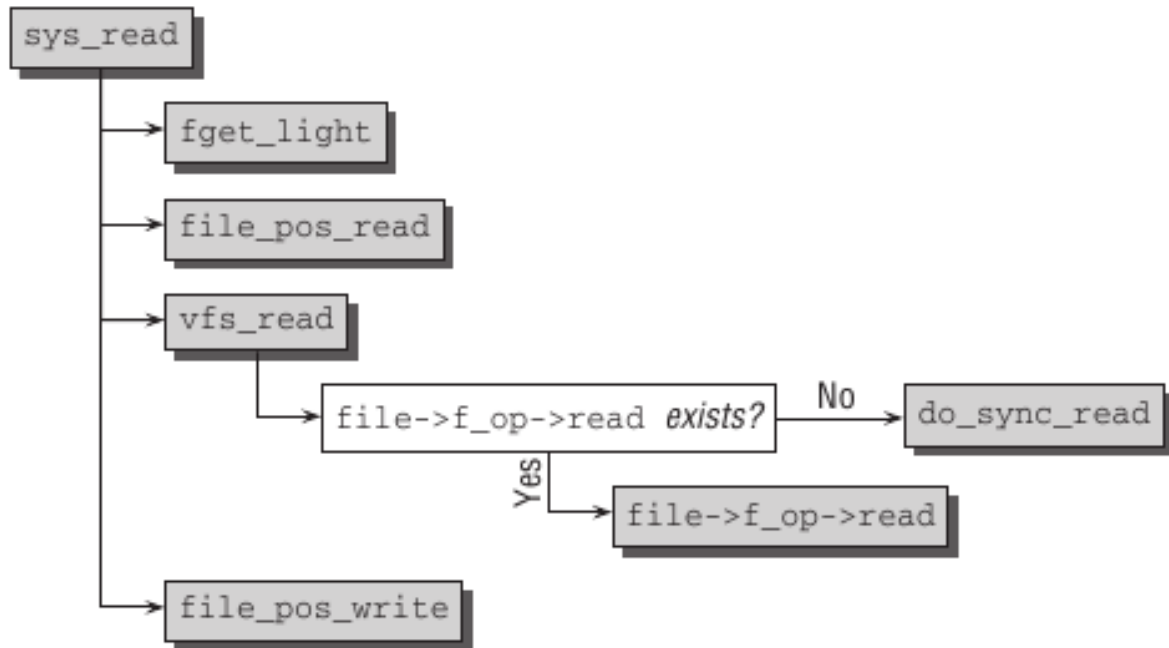 sys_read
fget_light
file_pos_read
vfs_read
file->f_op->read exists?
No
do_sync_read
Yes
file->f_op->read
file_pos_write